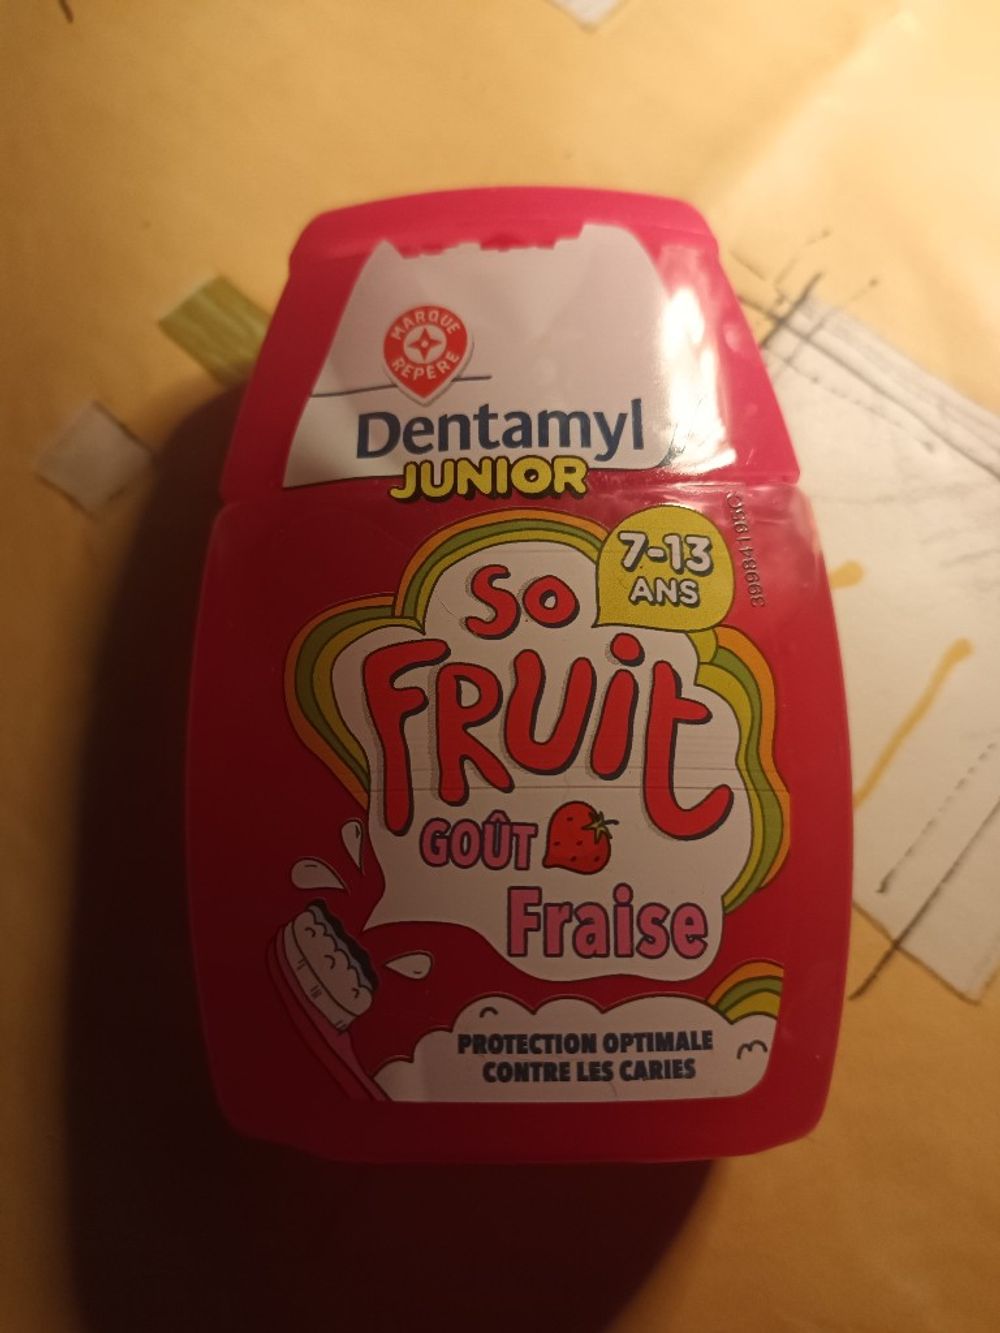 MARQUE
REPÈRE
Dentamyl
JUNIOR
7-13
ANS
SO
FRUiT
GOÛT
Fraise
PROTECTION OPTIMALE
CONTRE LES CARIES